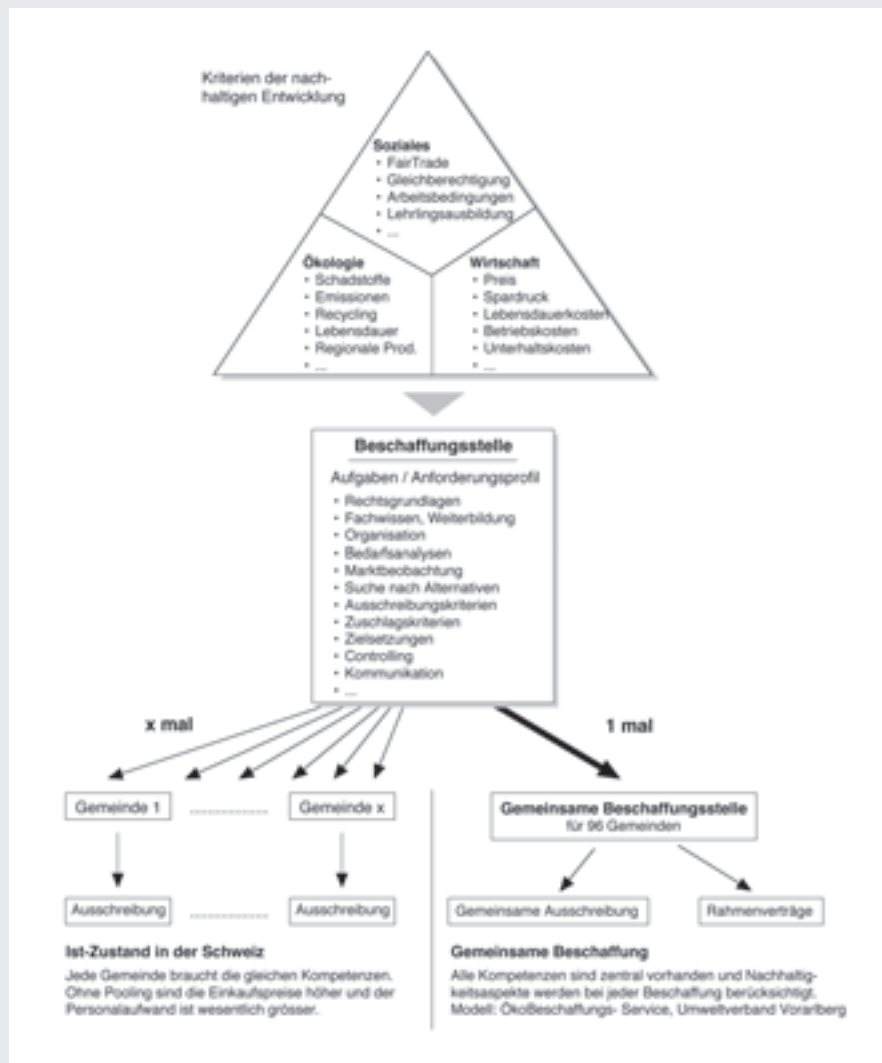 Kriterien der nach-
haltigen Entwicklung
Soziales
• FairTrade
• Gleichberechtigung
• Arbeitsbedingungen
• Lehrlingsausbildung
• ...
Ökologie
• Schadstoffe
• Emissionen
• Recycling
• Lebensdauer
• Regionale Prod.
• ...
Wirtschaft
• Preis
• Spardruck
• Lebensdauerkosten
• Betriebskosten
• Unterhaltskosten
• ...
Beschaffungsstelle
Aufgaben / Anforderungsprofil
• Rechtsgrundlagen
• Fachwissen, Weiterbildung
• Organisation
• Bedarfsanalysen
• Marktbeobachtung
• Suche nach Alternativen
• Ausschreibungskriterien
• Zuschlagskriterien
• Zielsetzungen
• Controlling
• Kommunikation
• ...
x mal
1 mal
Gemeinde 1 .................... Gemeinde x
Ausschreibung .................... Ausschreibung
Ist-Zustand in der Schweiz
Jede Gemeinde braucht die gleichen Kompetenzen.
Ohne Pooling sind die Einkaufspreise höher und der
Personalaufwand ist wesentlich grösser.
Gemeinsame Beschaffungsstelle
für 96 Gemeinden
Gemeinsame Ausschreibung
Rahmenverträge
Gemeinsame Beschaffung
Alle Kompetenzen sind zentral vorhanden und Nachhaltig-
keitsaspekte werden bei jeder Beschaffung berücksichtigt.
Modell: ÖkoBeschaffungs- Service, Umweltverband Vorarlberg